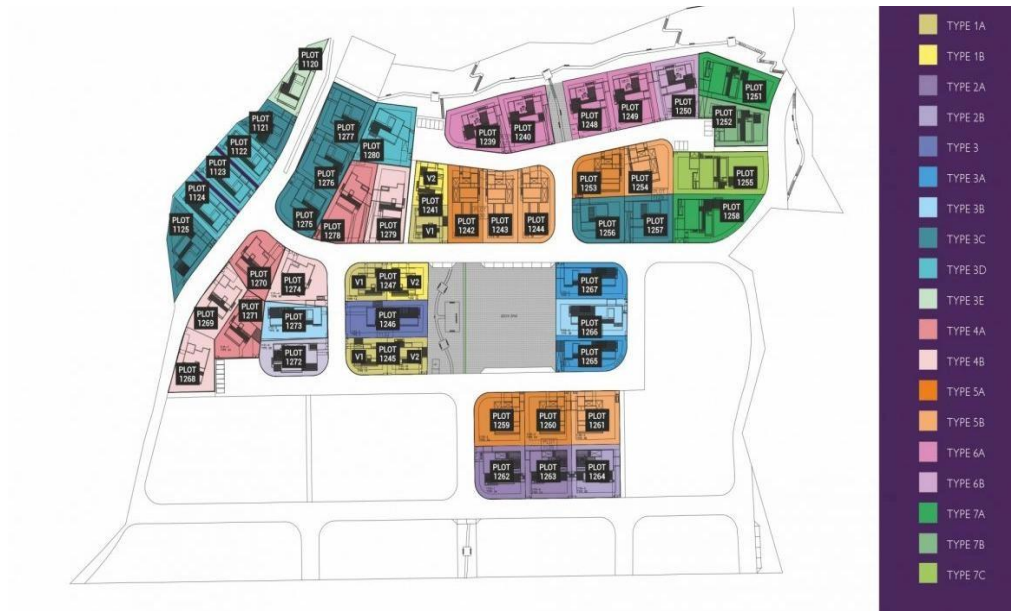 PLOT
1120
PLOT
1121
PLOT
1122
PLOT
1123
PLOT
1124
PLOT
1125
PLOT
1277
PLOT
1280
PLOT
1276
PLOT
1275
PLOT
1278
PLOT
1279
V2
PLOT
1241
V1
PLOT
1242
PLOT
1243
PLOT
1244
PLOT
1239
PLOT
1240
PLOT
1248
PLOT
1249
PLOT
1250
PLOT
1251
PLOT
1252
PLOT
1253
PLOT
1254
PLOT
1255
PLOT
1256
PLOT
1257
PLOT
1258
PLOT
1270
PLOT
1274
PLOT
1269
PLOT
1271
PLOT
1273
PLOT
1268
PLOT
1272
V1
PLOT
1247
V2
PLOT
1246
V1
PLOT
1245
V2
PLOT
1267
PLOT
1266
PLOT
1265
PLOT
1259
PLOT
1260
PLOT
1261
PLOT
1262
PLOT
1263
PLOT
1264
TYPE 1A
TYPE 1B
TYPE 2A
TYPE 2B
TYPE 3
TYPE 3A
TYPE 3B
TYPE 3C
TYPE 3D
TYPE 3E
TYPE 4A
TYPE 4B
TYPE 5A
TYPE 5B
TYPE 6A
TYPE 6B
TYPE 7A
TYPE 7B
TYPE 7C